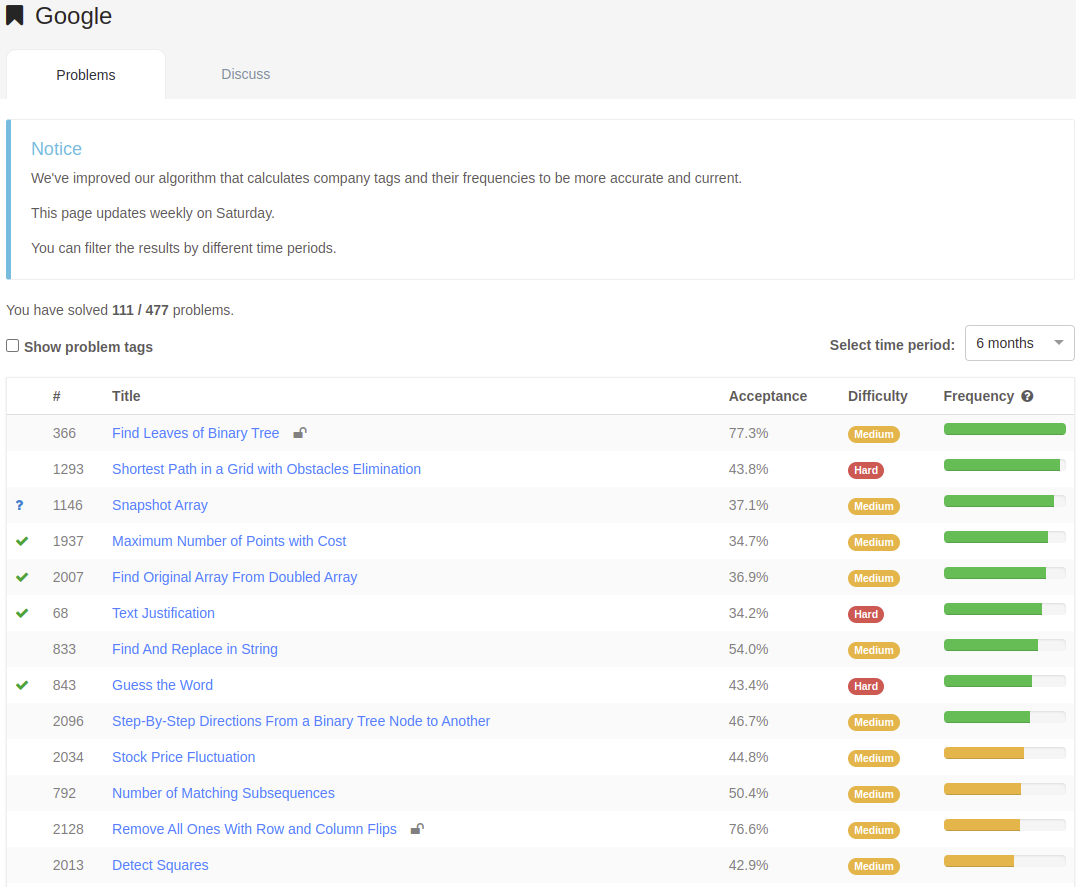 Google
Problems Discuss
Notice
We've improved our algorithm that calculates company tags and their frequencies to be more accurate and current.
This page updates weekly on Saturday.
You can filter the results by different time periods.
You have solved 111 / 477 problems.
Show problem tags Select time period: 6 months
# Title Acceptance Difficulty Frequency ?
366 Find Leaves of Binary Tree 77.3% Medium
1293 Shortest Path in a Grid with Obstacles Elimination 43.8% Hard
? 1146 Snapshot Array 37.1% Medium
1937 Maximum Number of Points with Cost 34.7% Medium
2007 Find Original Array From Doubled Array 36.9% Medium
68 Text Justification 34.2% Hard
833 Find And Replace in String 54.0% Medium
843 Guess the Word 43.4% Hard
2096 Step-By-Step Directions From a Binary Tree Node to Another 46.7% Medium
2034 Stock Price Fluctuation 44.8% Medium
792 Number of Matching Subsequences 50.4% Medium
2128 Remove All Ones With Row and Column Flips 76.6% Medium
2013 Detect Squares 42.9% Medium